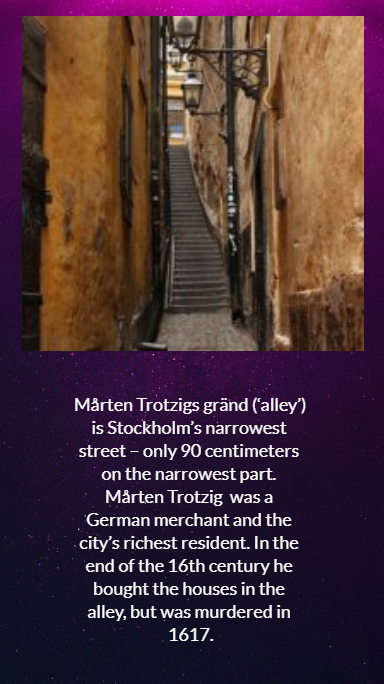 Mårten Trotzigs gränd (‘alley’)
is Stockholm’s narrowest
street – only 90 centimeters
on the narrowest part.
Mårten Trotzig  was a
German merchant and the
city’s richest resident. In the
end of the 16th century he
bought the houses in the
alley, but was murdered in
1617.